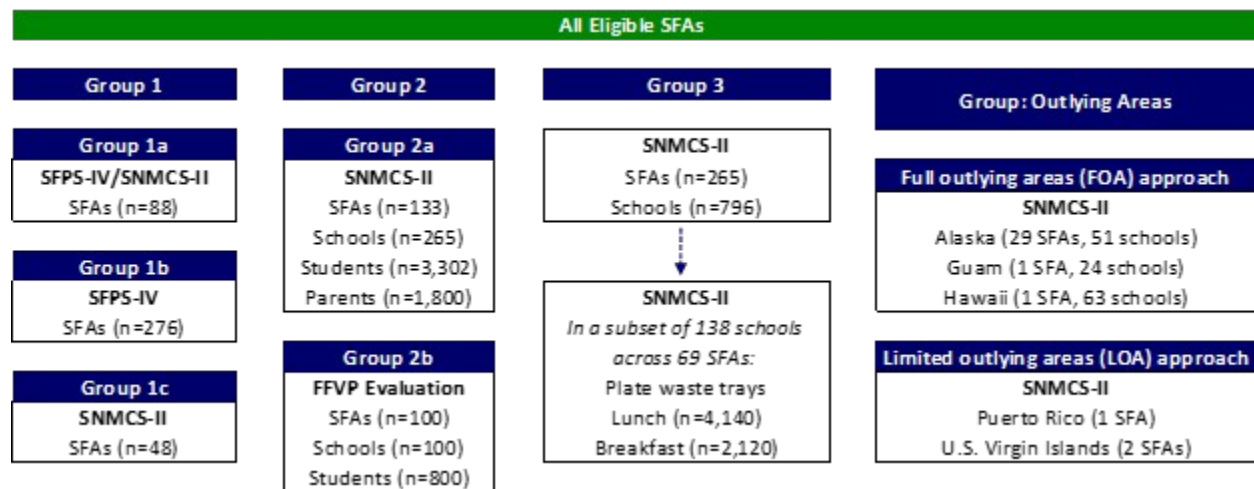 All Eligible SFAs
Group 1
Group 1a
SFPS-IV/SNMCS-II
SFAs (n=88)
Group 1b
SFPS-IV
SFAs (n=276)
Group 1c
SNMCS-II
SFAs (n=48)
Group 2
Group 2a
SNMCS-II
SFAs (n=133)
Schools (n=265)
Students (n=3,302)
Parents (n=1,800)
Group 2b
FFVP Evaluation
SFAs (n=100)
Schools (n=100)
Students (n=800)
Group 3
SNMCS-II
SFAs (n=265)
Schools (n=796)
SNMCS-II
In a subset of 138 schools
across 69 SFAs:
Plate waste trays
Lunch (n=4,140)
Breakfast (n=2,120)
Group: Outlying Areas
Full outlying areas (FOA) approach
SNMCS-II
Alaska (29 SFAs, 51 schools)
Guam (1 SFA, 24 schools)
Hawaii (1 SFA, 63 schools)
Limited outlying areas (LOA) approach
SNMCS-II
Puerto Rico (1 SFA)
U.S. Virgin Islands (2 SFAs)